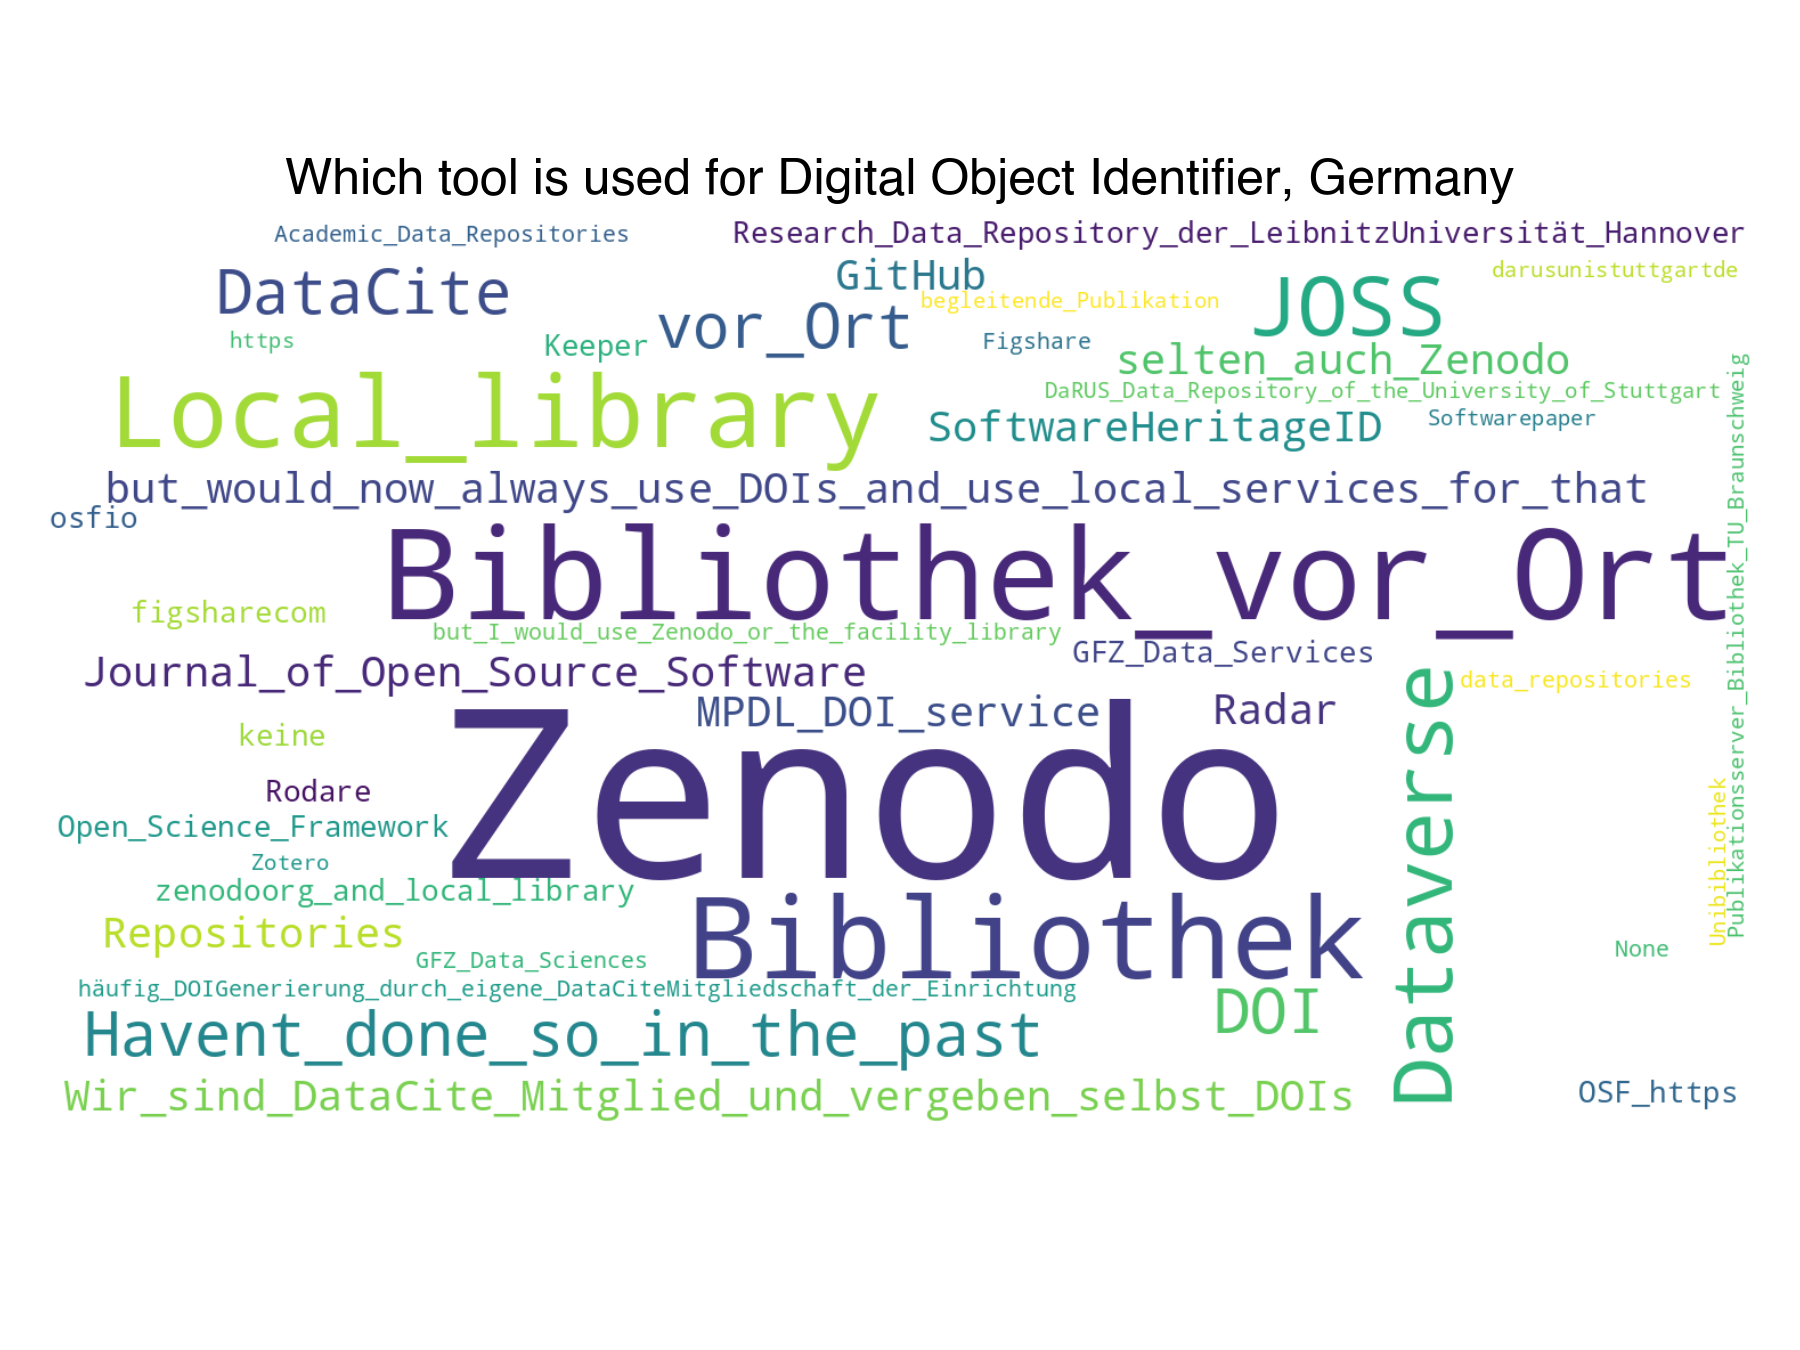 Which tool is used for Digital Object Identifier, Germany
Academic_Data_Repositories
Research_Data_Repository_der_LeibnitzUniversität_Hannover
DataCite
GitHub
JOSS
darusunistuttgartde
begleitende_Publikation
vor_Ort
https
Keeper
Figshare
selten_auch_Zenodo
Local_library
DaRUS_Data_Repository_of_the_University_of_Stuttgart
SoftwareHeritageID
Softwarepaper
but_would_now_always_use_DOIs_and_use_local_services_for_that
osfio
Bibliothek_vor_Ort
Publikationsserver_Bibliothek_TU_Braunschweig
figsharecom
but_I_would_use_Zenodo_or_the_facility_library
GFZ_Data_Services
Journal_of_Open_Source_Software
data_repositories
MPDL_DOI_service
Radar
keine
Zenodo
Dataverse
Rodare
Open_Science_Framework
Unibibliothek
Zotero
zenodoorg_and_local_library
Repositories
Bibliothek
GFZ_Data_Sciences
None
häufig_DOIGenerierung_durch_eigene_DataCiteMitgliedschaft_der_Einrichtung
DOI
Havent_done_so_in_the_past
Wir_sind_DataCite_Mitglied_und_vergeben_selbst_DOIs
OSF_https